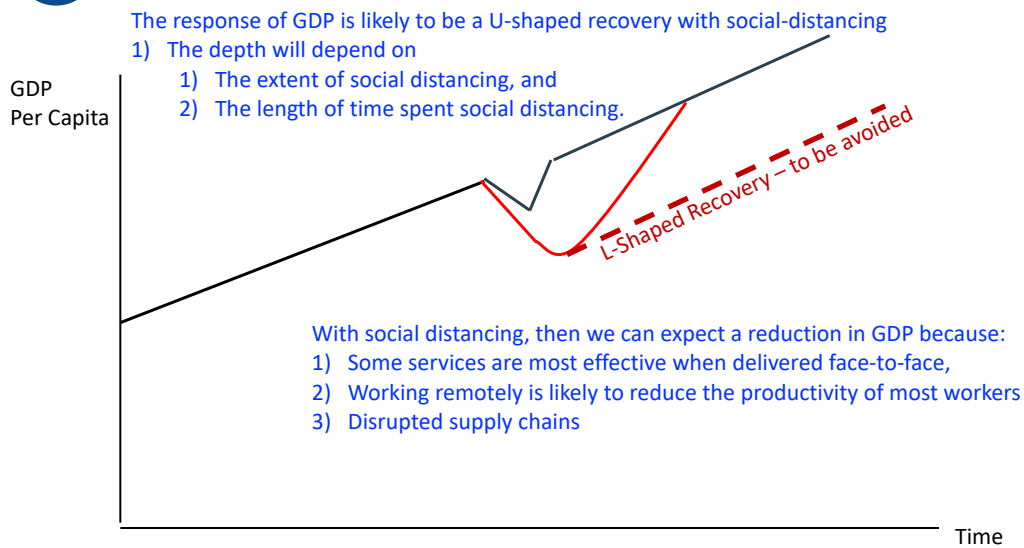 The response of GDP is likely to be a U-shaped recovery with social-distancing
1) The depth will depend on
1) The extent of social distancing, and
2) The length of time spent social distancing.
GDP
Per Capita
L-Shaped Recovery – to be avoided
With social distancing, then we can expect a reduction in GDP because:
1) Some services are most effective when delivered face-to-face,
2) Working remotely is likely to reduce the productivity of most workers
3) Disrupted supply chains
Time